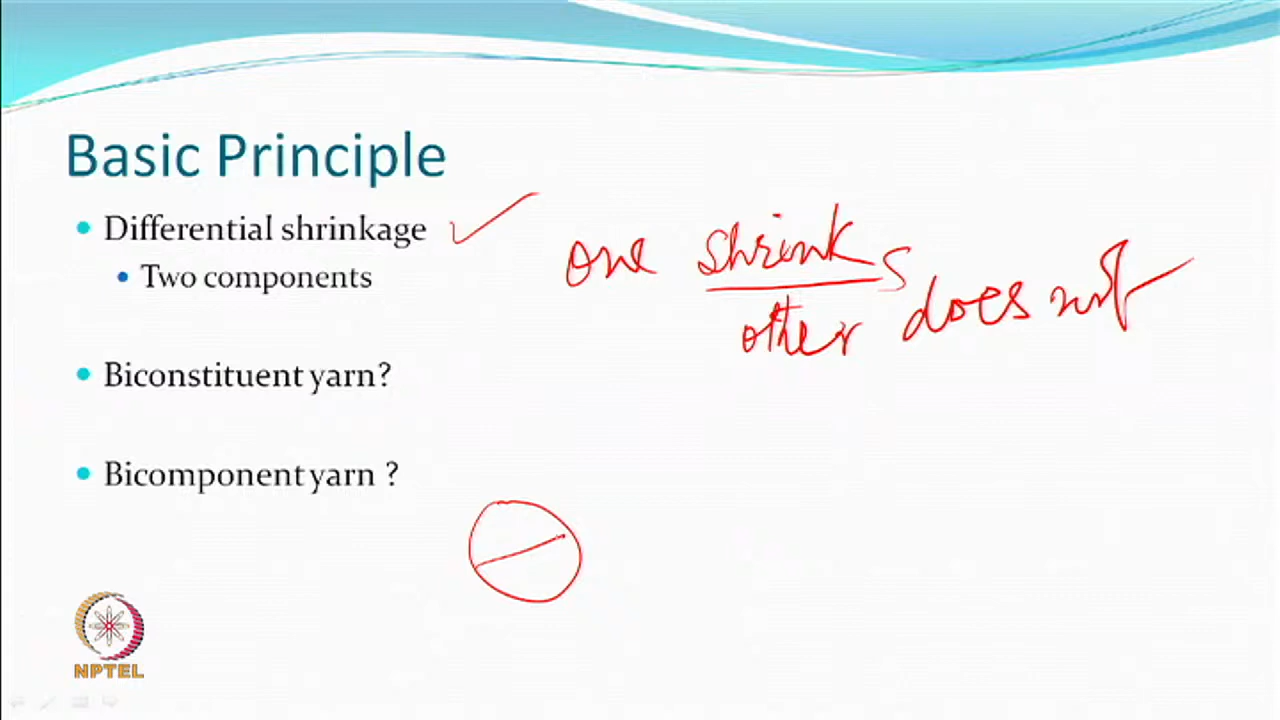 Basic Principle
Differential shrinkage
Two components
one shrinks
other does not
Biconstituent yarn?
Bicomponent yarn ?
NPTEL